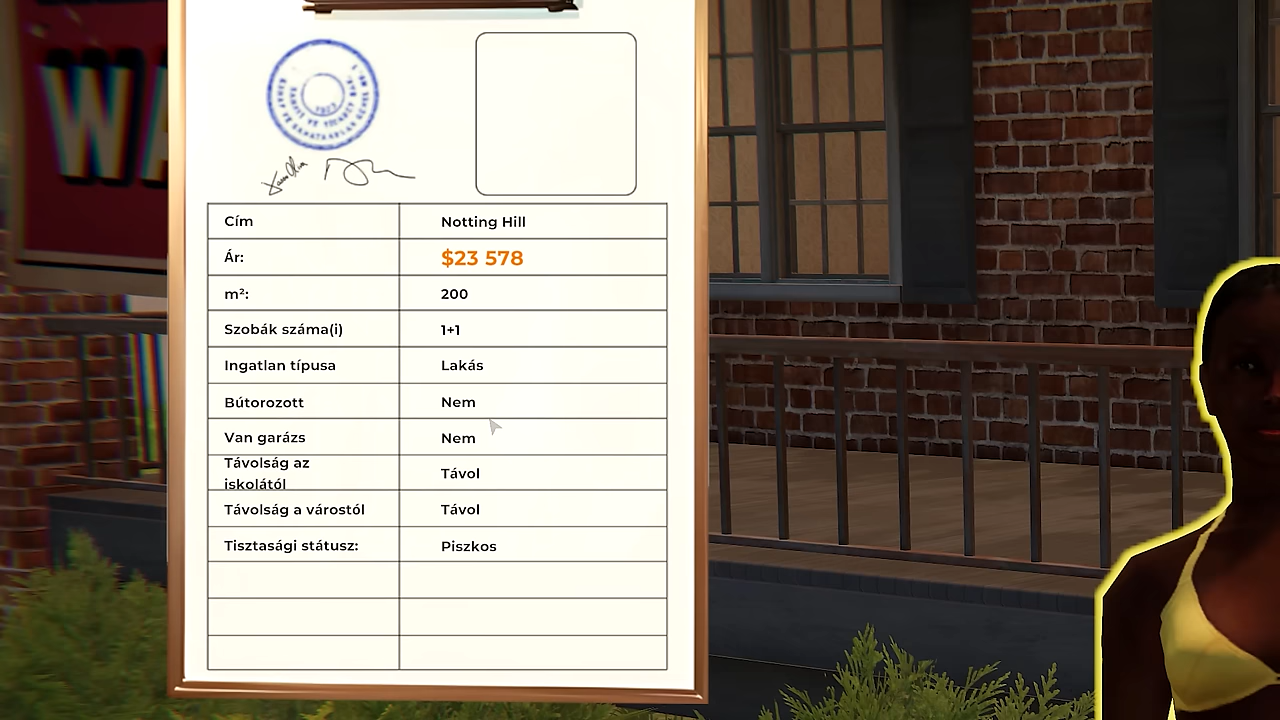 WA
Cím
Notting Hill
Ár:
$23 578
m²:
200
Szobák száma(i)
1+1
Ingatlan típusa
Lakás
Bútorozott
Nem
Van garázs
Nem
Távolság az
iskolától
Távol
Távolság a várostól
Távol
Tisztasági státusz:
Piszkos